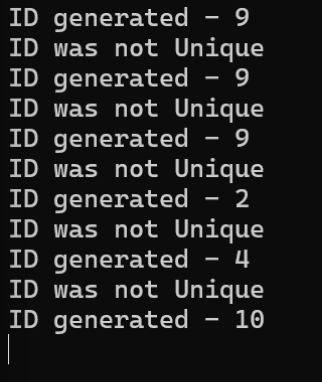 ID generated - 9
ID was not Unique
ID generated - 9
ID was not Unique
ID generated - 9
ID was not Unique
ID generated - 2
ID was not Unique
ID generated - 4
ID was not Unique
ID generated - 10